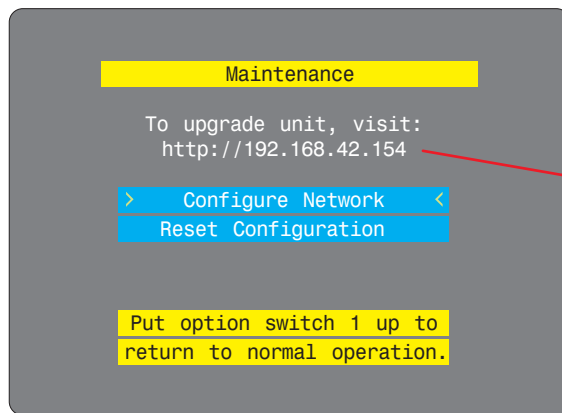 Maintenance
To upgrade unit, visit:
http://192.168.42.154
> Configure Network <
Reset Configuration
Put option switch 1 up to
return to normal operation.